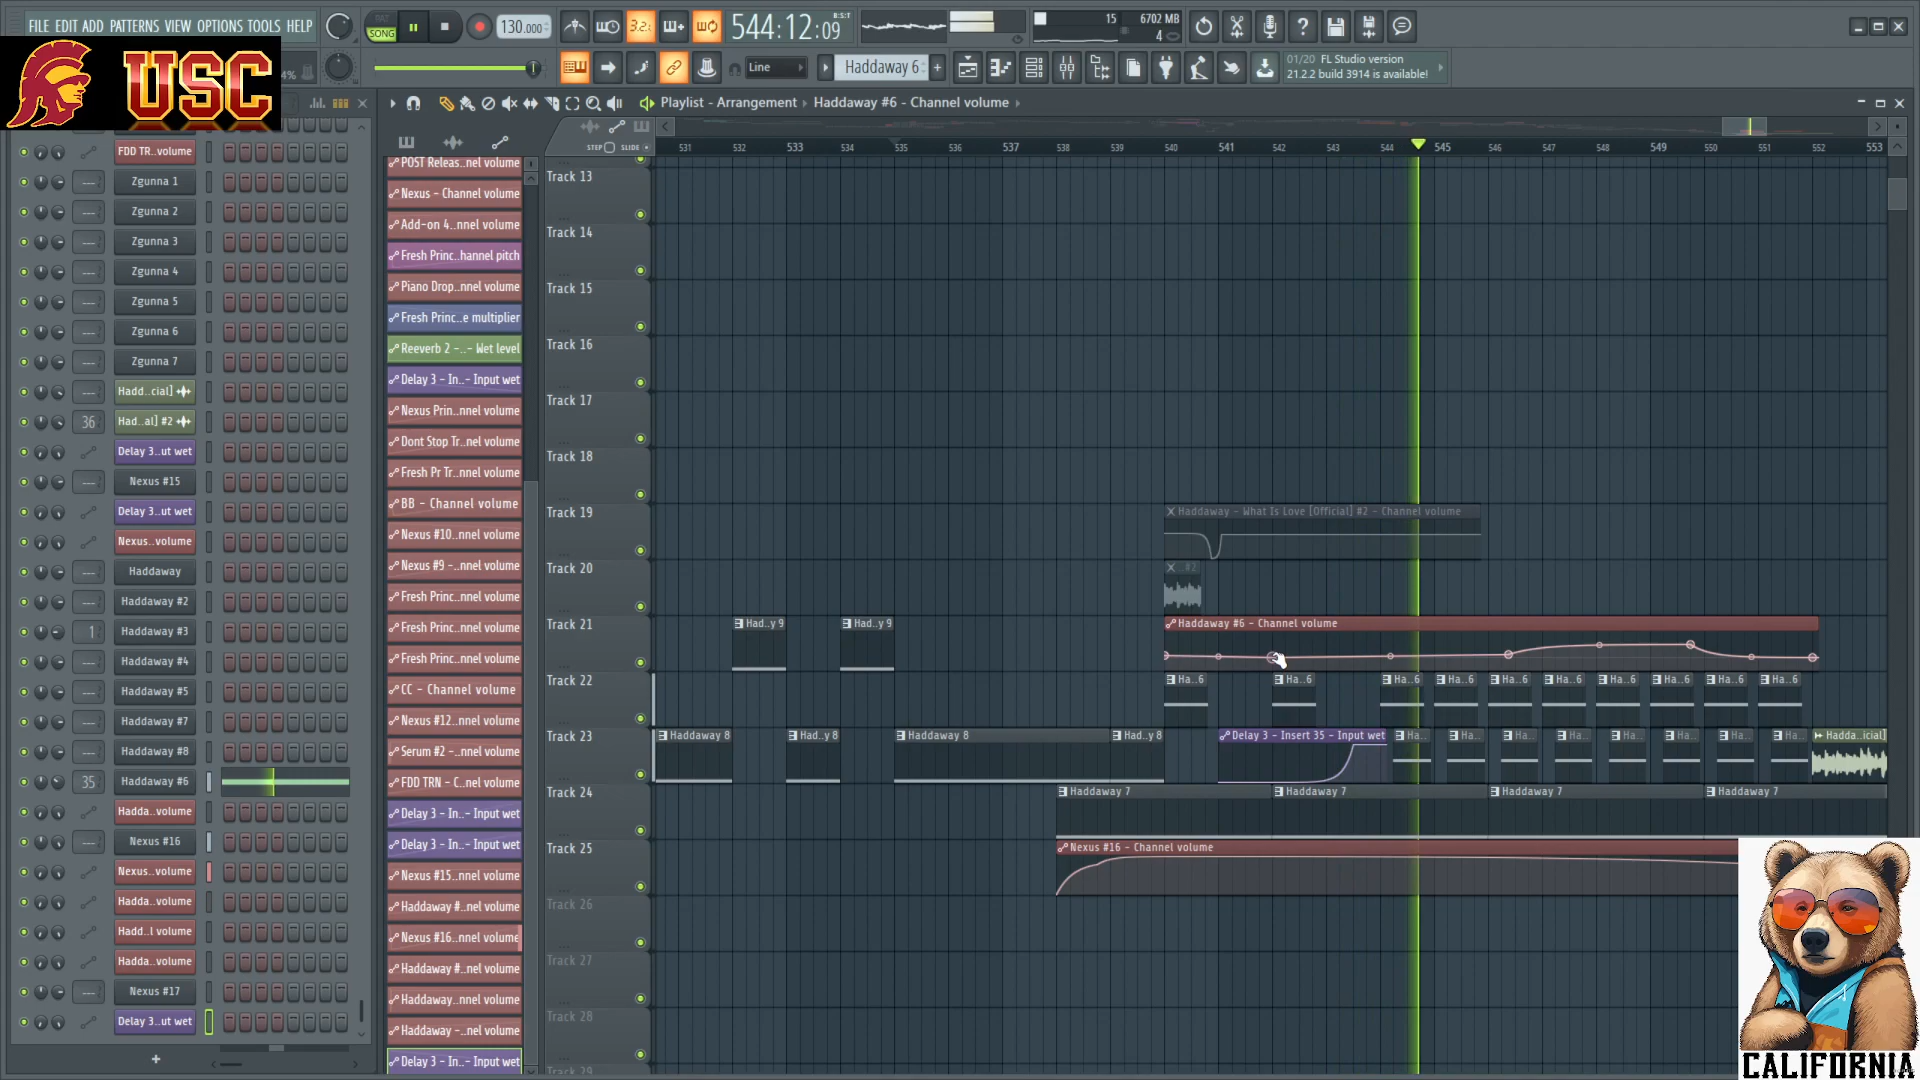 FILE EDIT ADD PATTERNS VIEW OPTIONS TOOLS HELP
PAT
SONG
130.000
3.2.
544:12:09
B:S:T
15
6702 MB
4
Line
Haddaway 6
01/20 FL Studio version
21.2.2 build 3914 is available!
USC
Playlist - Arrangement
Haddaway #6 - Channel volume
STEP
SLIDE
531 532 533 534 535 536 537 538 539 540 541 542 543 544 545 546 547 548 549 550 551 552 553
FDD TR..volume
Zgunna 1
Zgunna 2
Zgunna 3
Zgunna 4
Zgunna 5
Zgunna 6
Zgunna 7
Hadd..cial]
36
Had..al] #2
Delay 3..ut wet
Nexus #15
Delay 3..ut wet
Nexus..volume
Haddaway
Haddaway #2
1
Haddaway #3
Haddaway #4
Haddaway #5
Haddaway #7
Haddaway #8
35
Haddaway #6
Hadda..volume
Nexus #16
Nexus..volume
Hadda..volume
Hadd..l volume
Hadda..volume
Nexus #17
Delay 3..ut wet
POST Releas..nel volume
Nexus - Channel volume
Add-on 4..nnel volume
Fresh Princ..hannel pitch
Piano Drop..nnel volume
Fresh Princ..e multiplier
Reeverb 2 -..- Wet level
Delay 3 - In..- Input wet
Nexus Prin..nnel volume
Dont Stop Tr..nel volume
Fresh Pr Tr..nnel volume
BB - Channel volume
Nexus #10..nnel volume
Nexus #9 -..nnel volume
Fresh Princ..nnel volume
Fresh Princ..nnel volume
Fresh Princ..nnel volume
CC - Channel volume
Nexus #12..nnel volume
Serum #2 -..nnel volume
FDD TRN - C..nel volume
Delay 3 - In..- Input wet
Delay 3 - In..- Input wet
Nexus #15..nnel volume
Haddaway #..nel volume
Nexus #16..nnel volume
Haddaway #..nel volume
Haddaway..nnel volume
Haddaway -..nel volume
Delay 3 - In..- Input wet
Track 13
Track 14
Track 15
Track 16
Track 17
Track 18
Track 19
Haddaway - What Is Love [Official] #2 - Channel volume
Track 20
..#2
Track 21
Had..y 9
Had..y 9
Haddaway #6 - Channel volume
Track 22
Ha..6 Ha..6 Ha..6 Ha..6 Ha..6 Ha..6 Ha..6 Ha..6 Ha..6 Ha..6
Track 23
Haddaway 8
Had..y 8
Haddaway 8
Had..y 8
Delay 3 - Insert 35 - Input wet
Ha.. Ha.. Ha.. Ha.. Ha.. Ha.. Ha.. Ha..
Hadda..icial]
Track 24
Haddaway 7
Haddaway 7
Haddaway 7
Haddaway 7
Track 25
Nexus #16 - Channel volume
Track 26
Track 27
Track 28
Track 29
CALIFORNIA